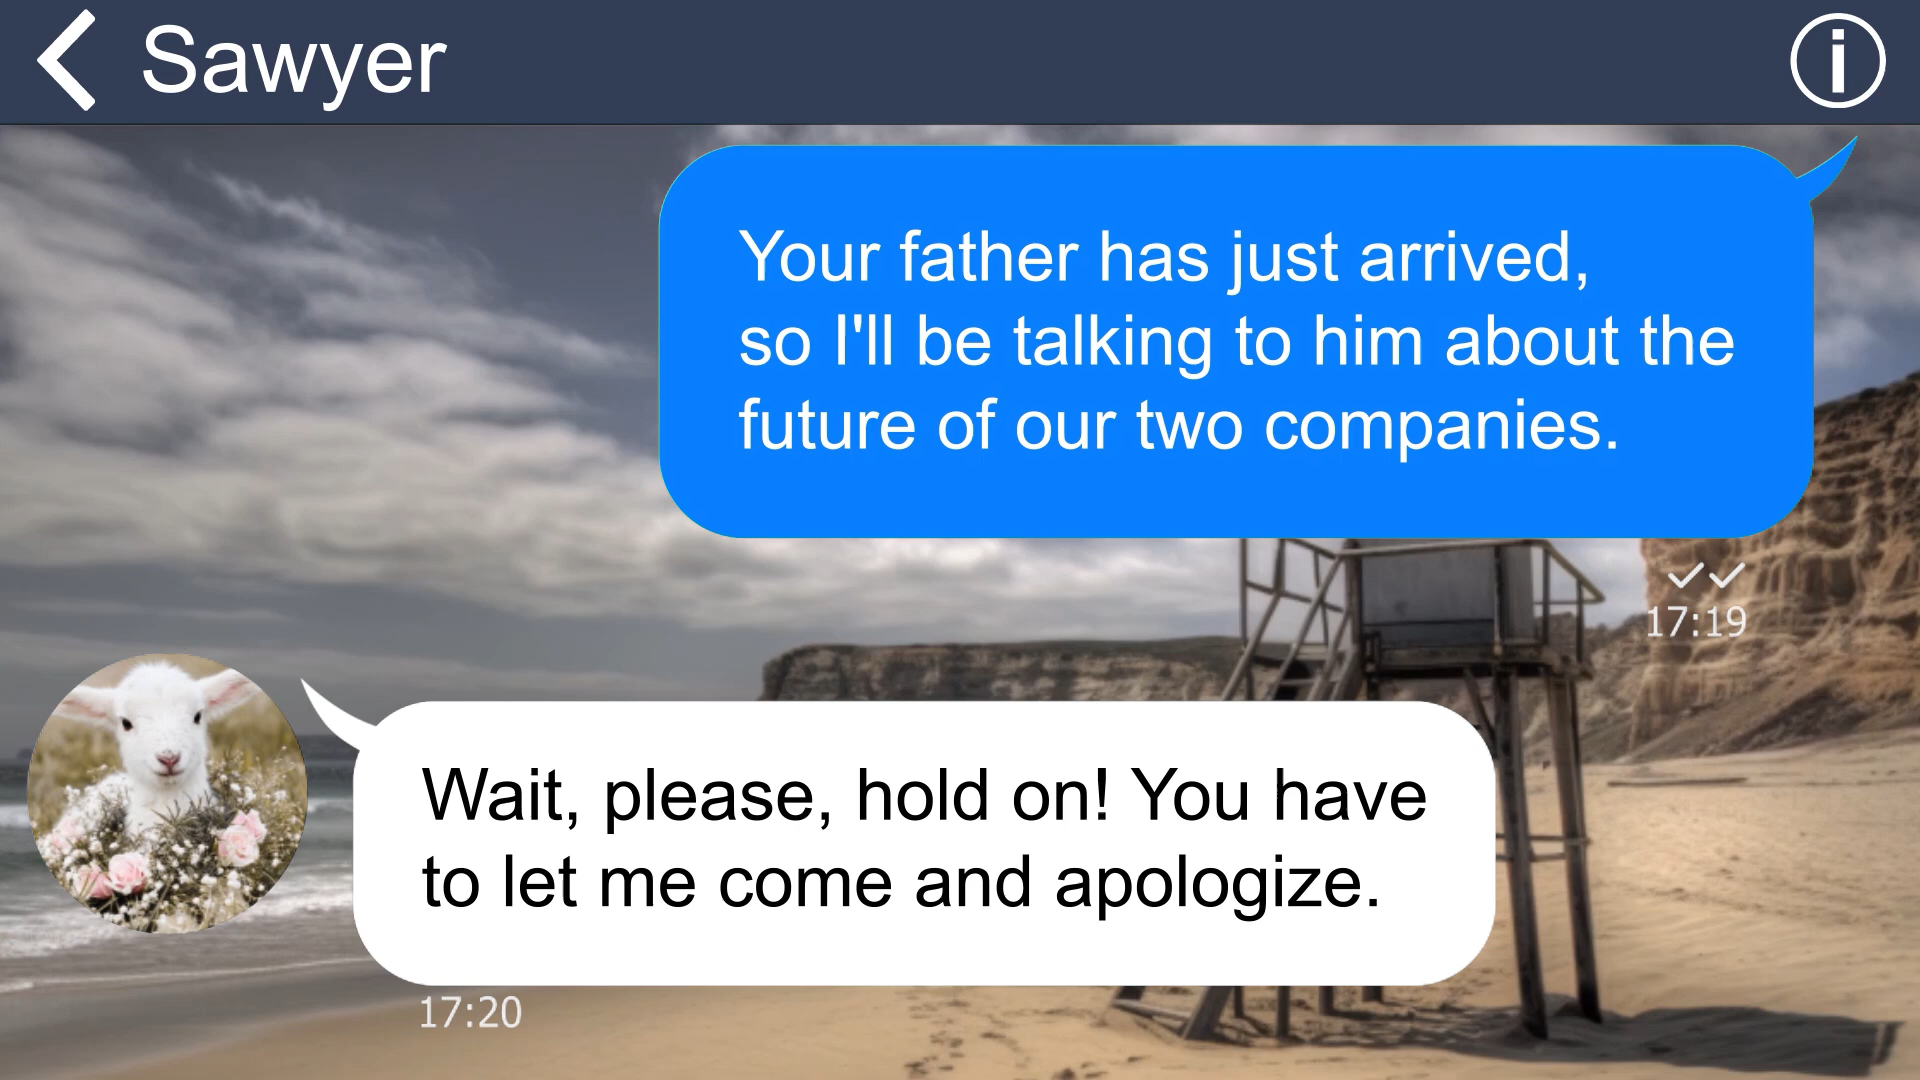 Sawyer
Your father has just arrived,
so I'll be talking to him about the
future of our two companies.
17:19
Wait, please, hold on! You have
to let me come and apologize.
17:20